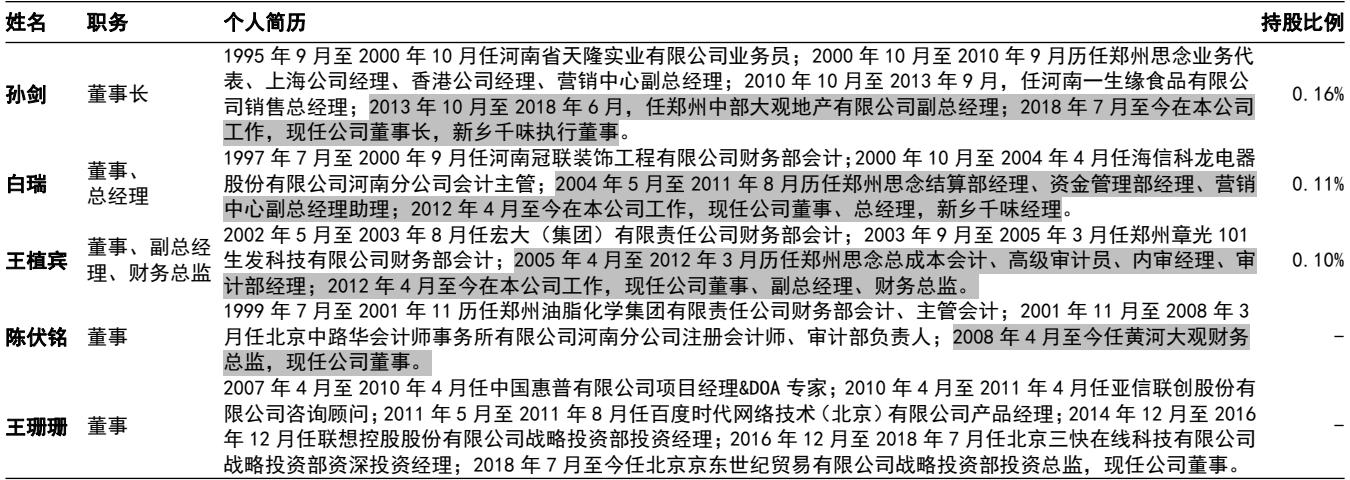 姓名 职务 个人简历 持股比例
1995 年 9 月至 2000 年 10 月任河南省天隆实业有限公司业务员；2000 年 10 月至 2010 年 9 月历任郑州思念业务代
表、上海公司经理、香港公司经理、营销中心副总经理；2010 年 10 月至 2013 年 9 月，任河南一生缘食品有限公
孙剑 董事长 司销售总经理；2013 年 10 月至 2018 年 6 月，任郑州中部大观地产有限公司副总经理；2018 年 7 月至今在本公司 0.16%
工作，现任公司董事长，新乡千味执行董事。
1997 年 7 月至 2000 年 9 月任河南冠联装饰工程有限公司财务部会计；2000 年 10 月至 2004 年 4 月任海信科龙电器
白瑞 董事、 股份有限公司河南分公司会计主管；2004 年 5 月至 2011 年 8 月历任郑州思念结算部经理、资金管理部经理、营销 0.11%
总经理 中心副总经理助理；2012 年 4 月至今在本公司工作，现任公司董事、总经理，新乡千味经理。
2002 年 5 月至 2003 年 8 月任宏大（集团）有限责任公司财务部会计；2003 年 9 月至 2005 年 3 月任郑州章光 101
王植宾 董事、副总经 生发科技有限公司财务部会计；2005 年 4 月至 2012 年 3 月历任郑州思念总成本会计、高级审计员、内审经理、审 0.10%
理、财务总监 计部经理；2012 年 4 月至今在本公司工作，现任公司董事、副总经理、财务总监。
1999 年 7 月至 2001 年 11 历任郑州油脂化学集团有限责任公司财务部会计、主管会计；2001 年 11 月至 2008 年 3
陈伏铭 董事 月任北京中路华会计师事务所有限公司河南分公司注册会计师、审计部负责人；2008 年 4 月至今任黄河大观财务 -
总监，现任公司董事。
2007 年 4 月至 2010 年 4 月任中国惠普有限公司项目经理&DOA 专家；2010 年 4 月至 2011 年 4 月任亚信联创股份有
限公司咨询顾问；2011 年 5 月至 2011 年 8 月任百度时代网络技术（北京）有限公司产品经理；2014 年 12 月至 2016
王珊珊 董事 年 12 月任联想控股股份有限公司战略投资部投资经理；2016 年 12 月至 2018 年 7 月任北京三快在线科技有限公司 -
战略投资部资深投资经理；2018 年 7 月至今任北京京东世纪贸易有限公司战略投资部投资总监，现任公司董事。